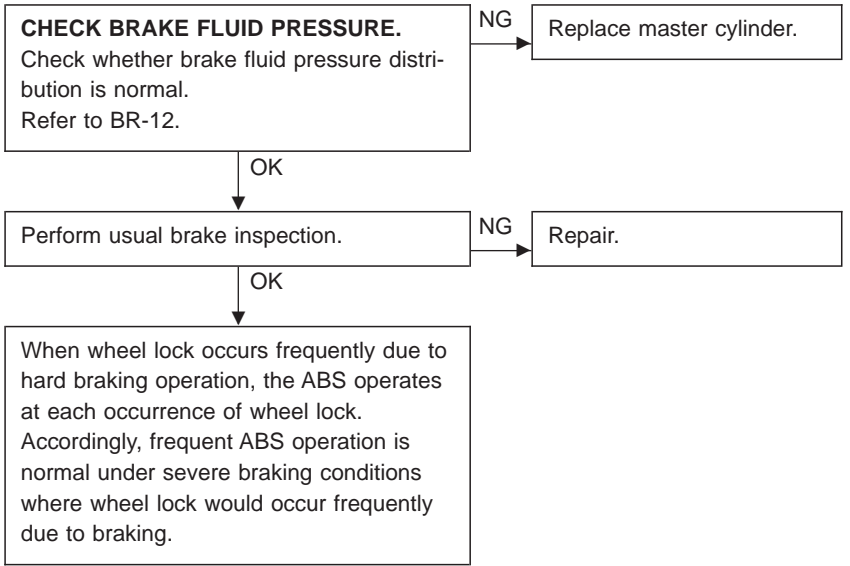 CHECK BRAKE FLUID PRESSURE.
Check whether brake fluid pressure distri-
bution is normal.
Refer to BR-12.
NG
Replace master cylinder.
OK
Perform usual brake inspection.
NG
Repair.
OK
When wheel lock occurs frequently due to
hard braking operation, the ABS operates
at each occurrence of wheel lock.
Accordingly, frequent ABS operation is
normal under severe braking conditions
where wheel lock would occur frequently
due to braking.